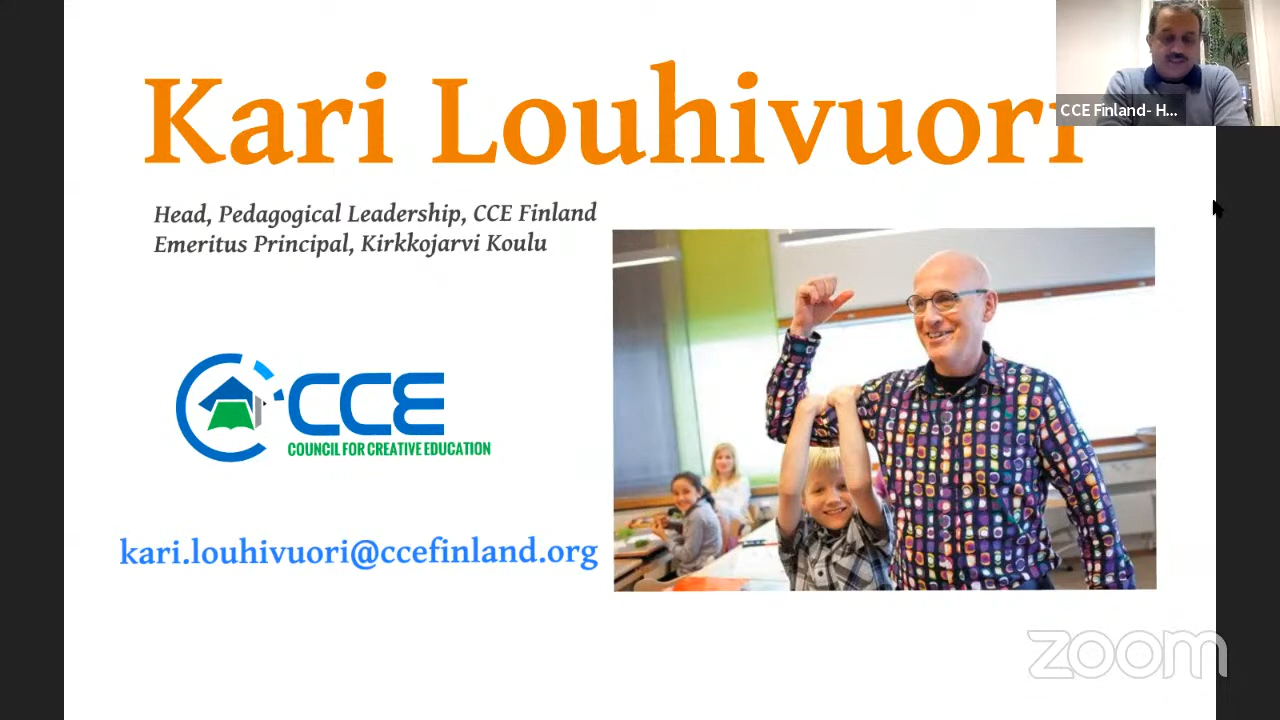 Kari Louhivuori
CCE Finland- H...
Head, Pedagogical Leadership, CCE Finland
Emeritus Principal, Kirkkojarvi Koulu
CCE
COUNCIL FOR CREATIVE EDUCATION
kari.louhivuori@ccefinland.org
zoom